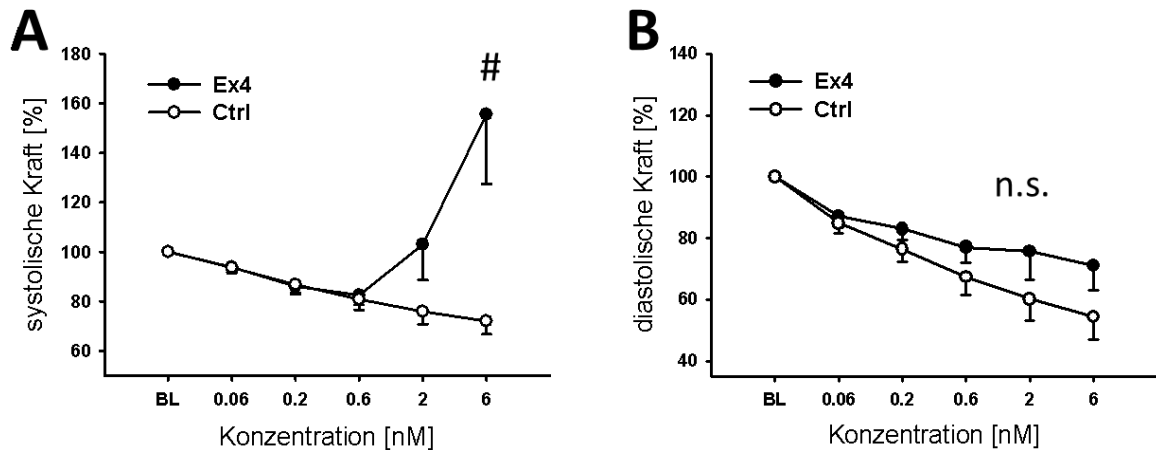 A
systolische Kraft [%]
180
160
140
120
100
80
60
Ex4
Ctrl
#
BL 0.06 0.2 0.6 2 6
Konzentration [nM]
B
diastolische Kraft [%]
140
120
100
80
60
40
Ex4
Ctrl
n.s.
BL 0.06 0.2 0.6 2 6
Konzentration [nM]